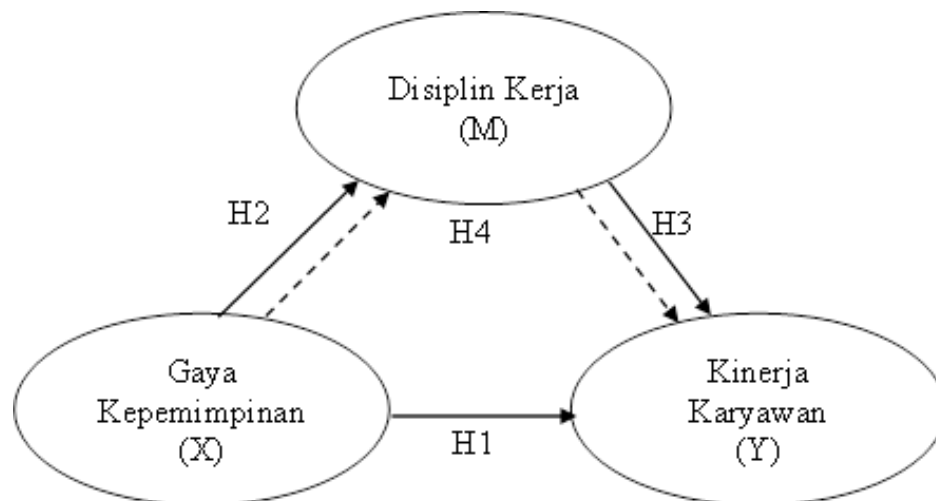 Disiplin Kerja
(M)
H2
H4
H3
Gaya
Kepemimpinan
(X)
H1
Kinerja
Karyawan
(Y)